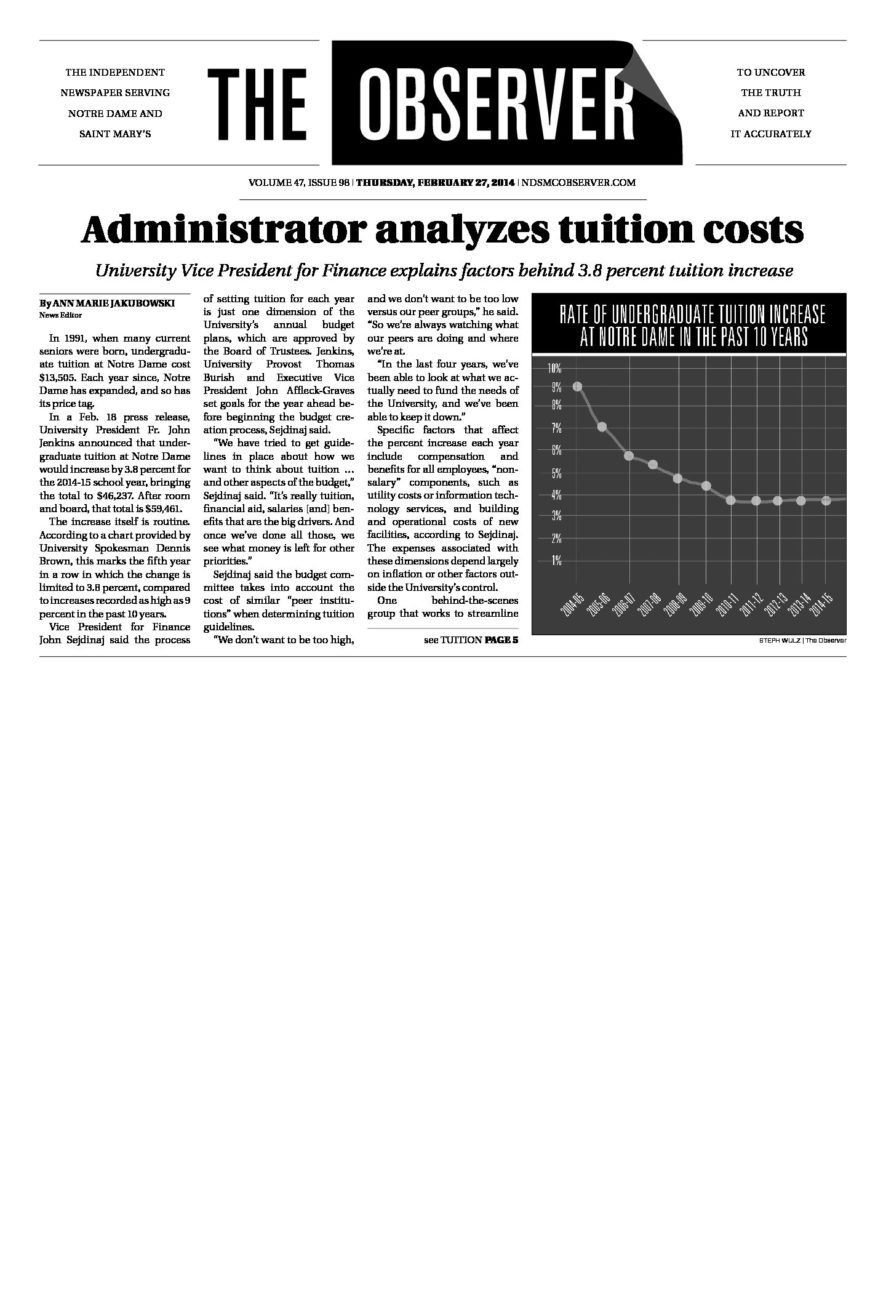 THE INDEPENDENT
NEWSPAPER SERVING
NOTRE DAME AND
SAINT MARY'S
THE OBSERVER
TO UNCOVER
THE TRUTH
AND REPORT
IT ACCURATELY
VOLUME 47, ISSUE 98 | THURSDAY, FEBRUARY 27, 2014 | NDSMCOBSERVER.COM
Administrator analyzes tuition costs
University Vice President for Finance explains factors behind 3.8 percent tuition increase
By ANN MARIE JAKUBOWSKI
News Editor
In 1991, when many current
seniors were born, undergradu-
ate tuition at Notre Dame cost
$13,505. Each year since, Notre
Dame has expanded, and so has
its price tag.
In a Feb. 18 press release,
University President Fr. John
Jenkins announced that under-
graduate tuition at Notre Dame
would increase by 3.8 percent for
the 2014-15 school year, bringing
the total to $46,237. After room
and board, that total is $59,461.
The increase itself is routine.
According to a chart provided by
University Spokesman Dennis
Brown, this marks the fifth year
in a row in which the change is
limited to 3.8 percent, compared
to increases recorded as high as 9
percent in the past 10 years.
Vice President for Finance
John Sejdinaj said the process
of setting tuition for each year
is just one dimension of the
University's annual budget
plans, which are approved by
the Board of Trustees. Jenkins,
University Provost Thomas
Burish and Executive Vice
President John Affleck-Graves
set goals for the year ahead be-
fore beginning the budget cre-
ation process, Sejdinaj said.
"We have tried to get guide-
lines in place about how we
want to think about tuition …
and other aspects of the budget,"
Sejdinaj said. "It's really tuition,
financial aid, salaries [and] ben-
efits that are the big drivers. And
once we've done all those, we
see what money is left for other
priorities."
Sejdinaj said the budget com-
mittee takes into account the
cost of similar "peer institu-
tions" when determining tuition
guidelines.
"We don't want to be too high,
and we don't want to be too low
versus our peer groups," he said.
"So we're always watching what
our peers are doing and where
we're at.
"In the last four years, we've
been able to look at what we ac-
tually need to fund the needs of
the University, and we've been
able to keep it down."
Specific factors that affect
the percent increase each year
include compensation and
benefits for all employees, "non-
salary" components, such as
utility costs or information tech-
nology services, and building
and operational costs of new
facilities, according to Sejdinaj.
The expenses associated with
these dimensions depend largely
on inflation or other factors out-
side the University's control.
One behind-the-scenes
group that works to streamline
see TUITION PAGE 5
RATE OF UNDERGRADUATE TUITION INCREASE
AT NOTRE DAME IN THE PAST 10 YEARS
10%
9%
8%
7%
6%
5%
4%
3%
2%
1%
2004-05
2005-06
2006-07
2007-08
2008-09
2009-10
2010-11
2011-12
2012-13
2013-14
2014-15
STEPH WULZ | The Observer